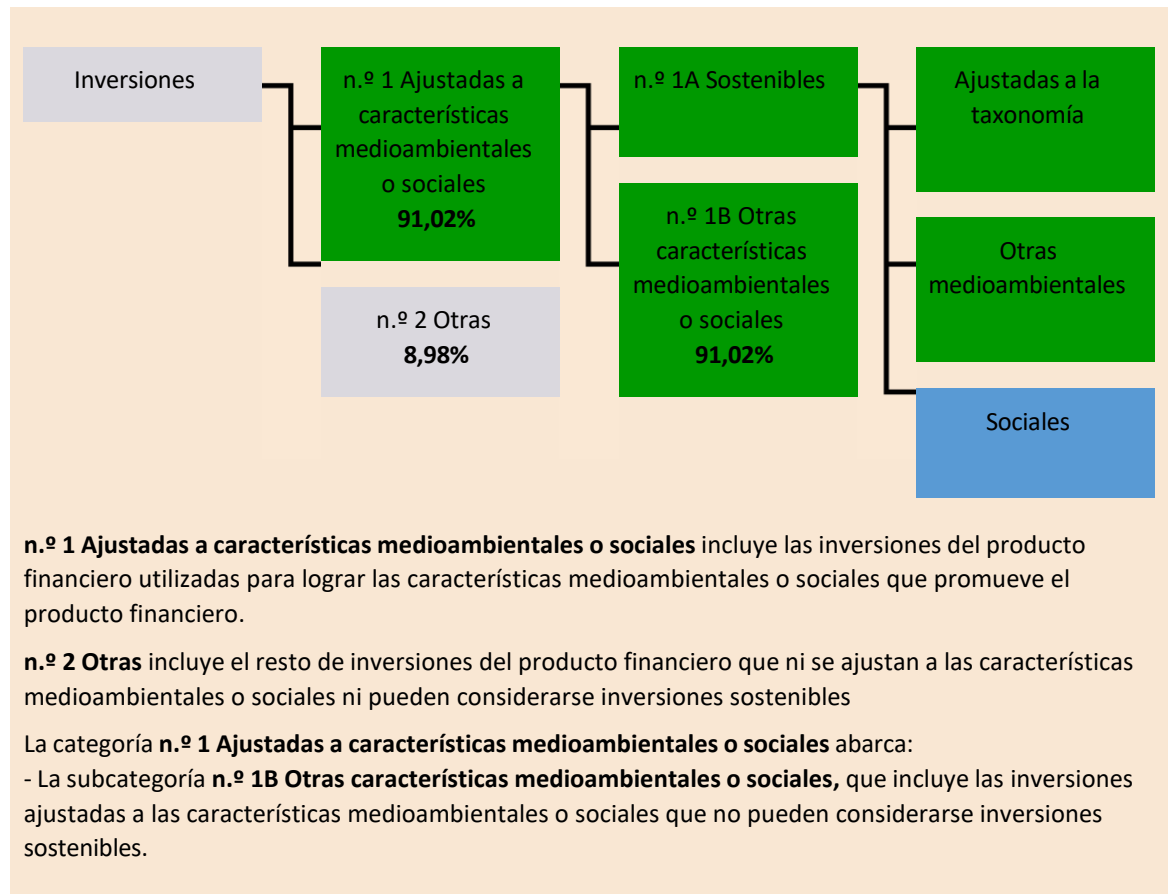 Inversiones
n.º 1 Ajustadas a
características
medioambientales
o sociales
91,02%
n.º 2 Otras
8,98%
n.º 1A Sostenibles
n.º 1B Otras
características
medioambientales
o sociales
91,02%
Ajustadas a la
taxonomía
Otras
medioambientales
Sociales
n.º 1 Ajustadas a características medioambientales o sociales incluye las inversiones del producto
financiero utilizadas para lograr las características medioambientales o sociales que promueve el
producto financiero.
n.º 2 Otras incluye el resto de inversiones del producto financiero que ni se ajustan a las características
medioambientales o sociales ni pueden considerarse inversiones sostenibles
La categoría n.º 1 Ajustadas a características medioambientales o sociales abarca:
- La subcategoría n.º 1B Otras características medioambientales o sociales, que incluye las inversiones
ajustadas a las características medioambientales o sociales que no pueden considerarse inversiones
sostenibles.